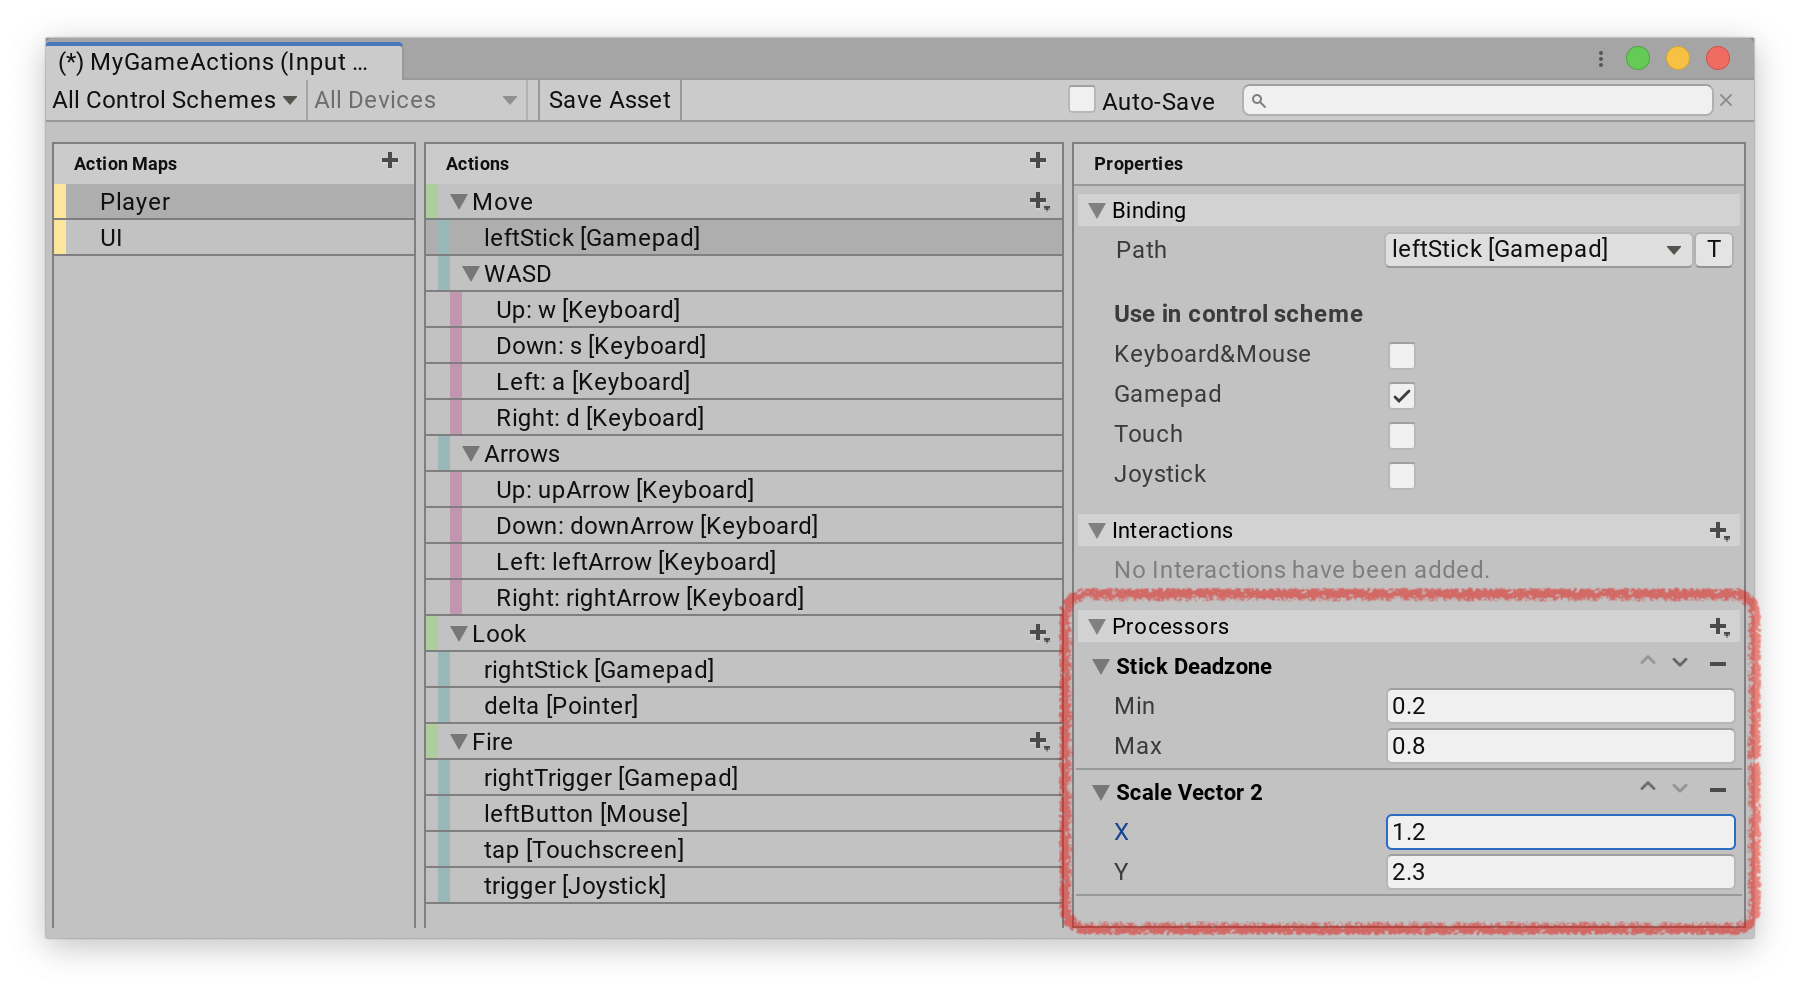 (*) MyGameActions (Input ...
All Control Schemes All Devices Save Asset Auto-Save
Action Maps
Player
UI
Actions
Move
leftStick [Gamepad]
WASD
Up: w [Keyboard]
Down: s [Keyboard]
Left: a [Keyboard]
Right: d [Keyboard]
Arrows
Up: upArrow [Keyboard]
Down: downArrow [Keyboard]
Left: leftArrow [Keyboard]
Right: rightArrow [Keyboard]
Look
rightStick [Gamepad]
delta [Pointer]
Fire
rightTrigger [Gamepad]
leftButton [Mouse]
tap [Touchscreen]
trigger [Joystick]
Properties
Binding
Path leftStick [Gamepad] T
Use in control scheme
Keyboard&Mouse
Gamepad
Touch
Joystick
Interactions
No Interactions have been added.
Processors
Stick Deadzone
Min 0.2
Max 0.8
Scale Vector 2
X 1.2
Y 2.3